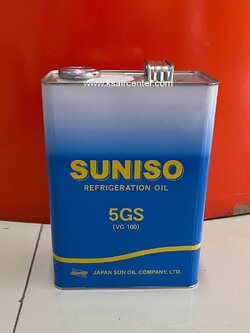 www.ksaircenter.com
SUNISO
REFRIGERATION OIL
5GS
(VG 100)
JAPAN SUN OIL COMPANY, LTD.